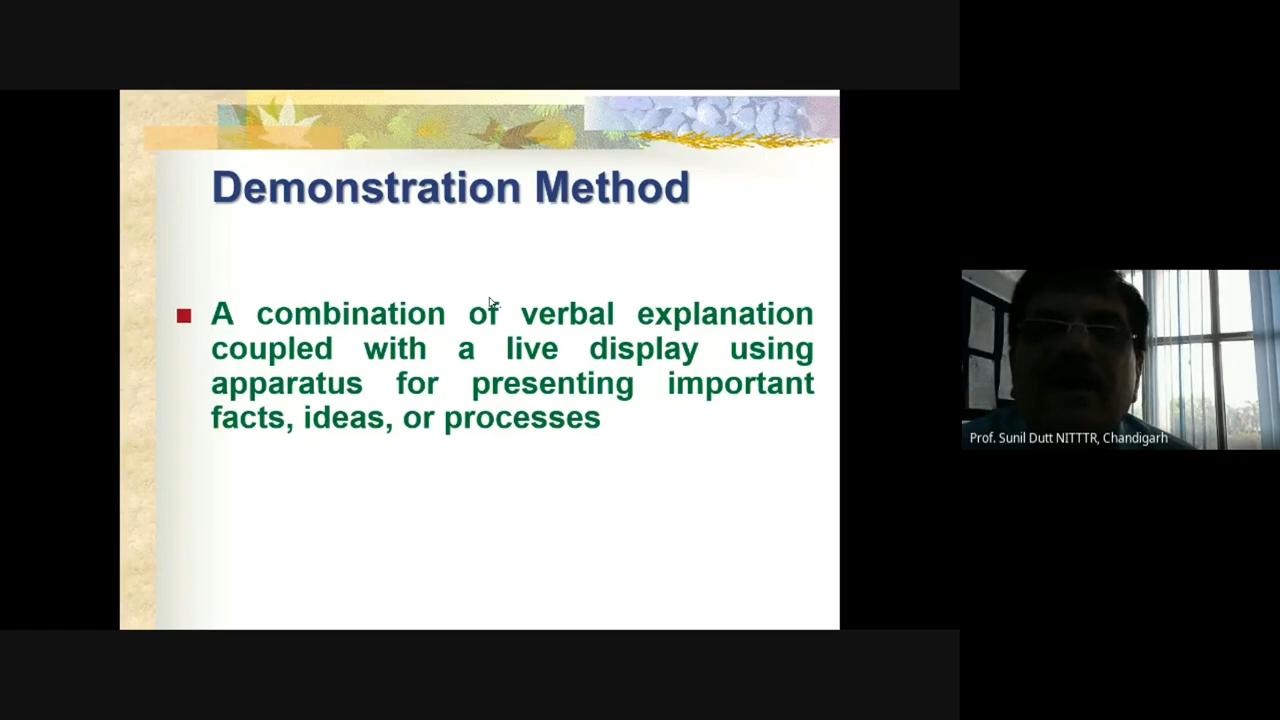 Demonstration Method
A combination of verbal explanation
coupled with a live display using
apparatus for presenting important
facts, ideas, or processes
Prof. Sunil Dutt NITTTR, Chandigarh